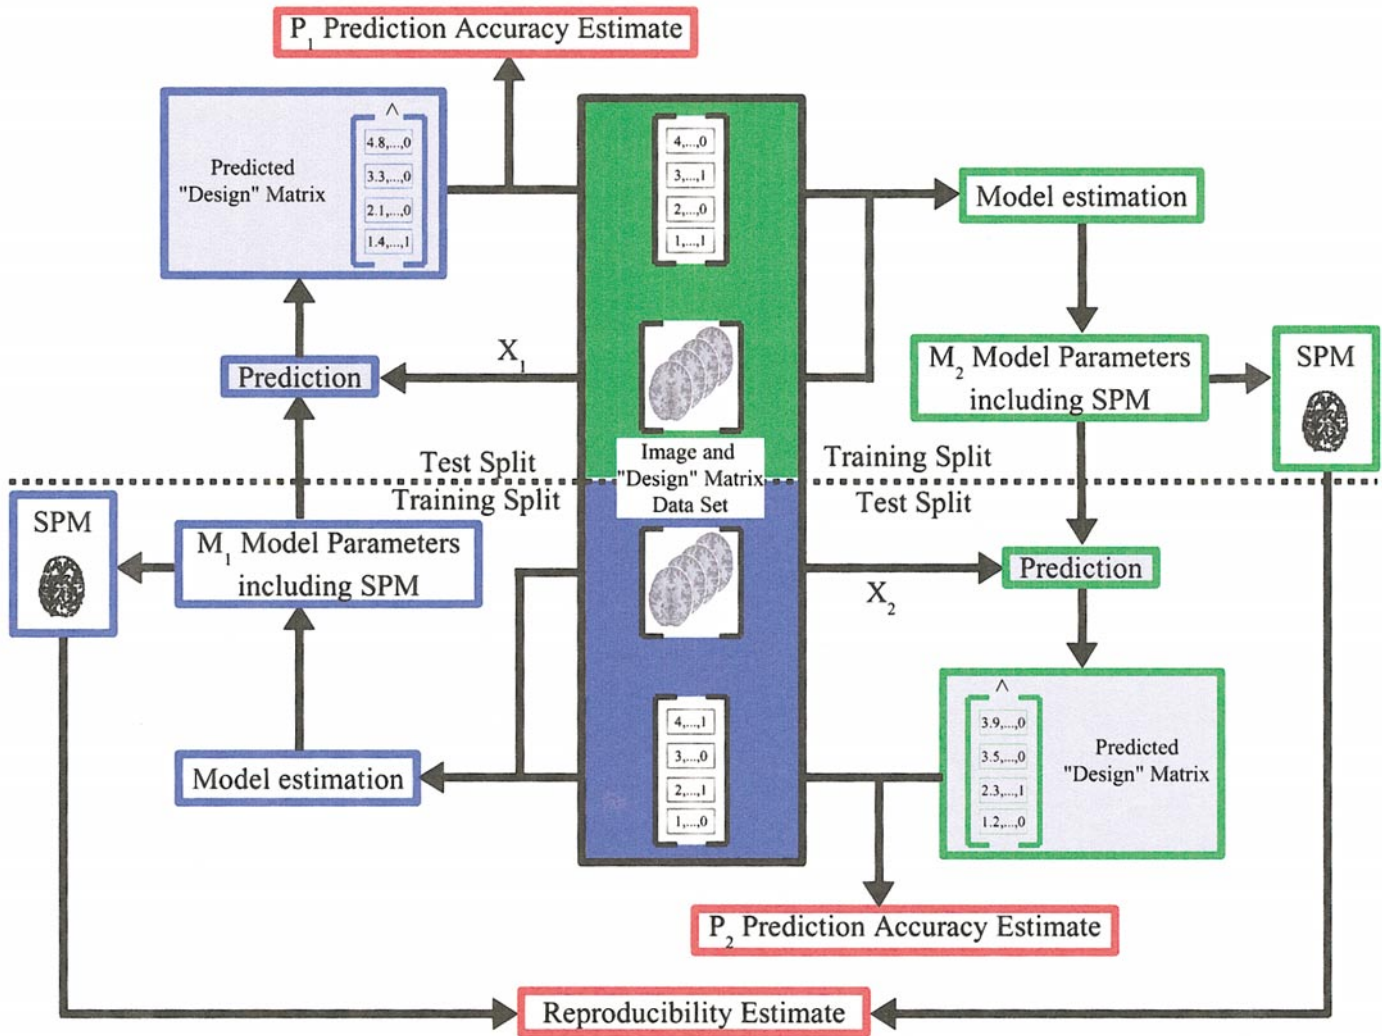 P1 Prediction Accuracy Estimate
^
4.8,...,0
3.3,...,0
2.1,...,0
1.4,...,1
Predicted
"Design" Matrix
4,...,0
3,...,1
2,...,0
1,...,1
Model estimation
Prediction
X1
M2 Model Parameters
including SPM
SPM
Test Split
Training Split
Image and
"Design" Matrix
Data Set
Training Split
Test Split
SPM
M1 Model Parameters
including SPM
X2
Prediction
Model estimation
4,...,1
3,...,0
2,...,1
1,...,0
^
3.9,...,0
3.5,...,0
2.3,...,1
1.2,...,0
Predicted
"Design" Matrix
P2 Prediction Accuracy Estimate
Reproducibility Estimate